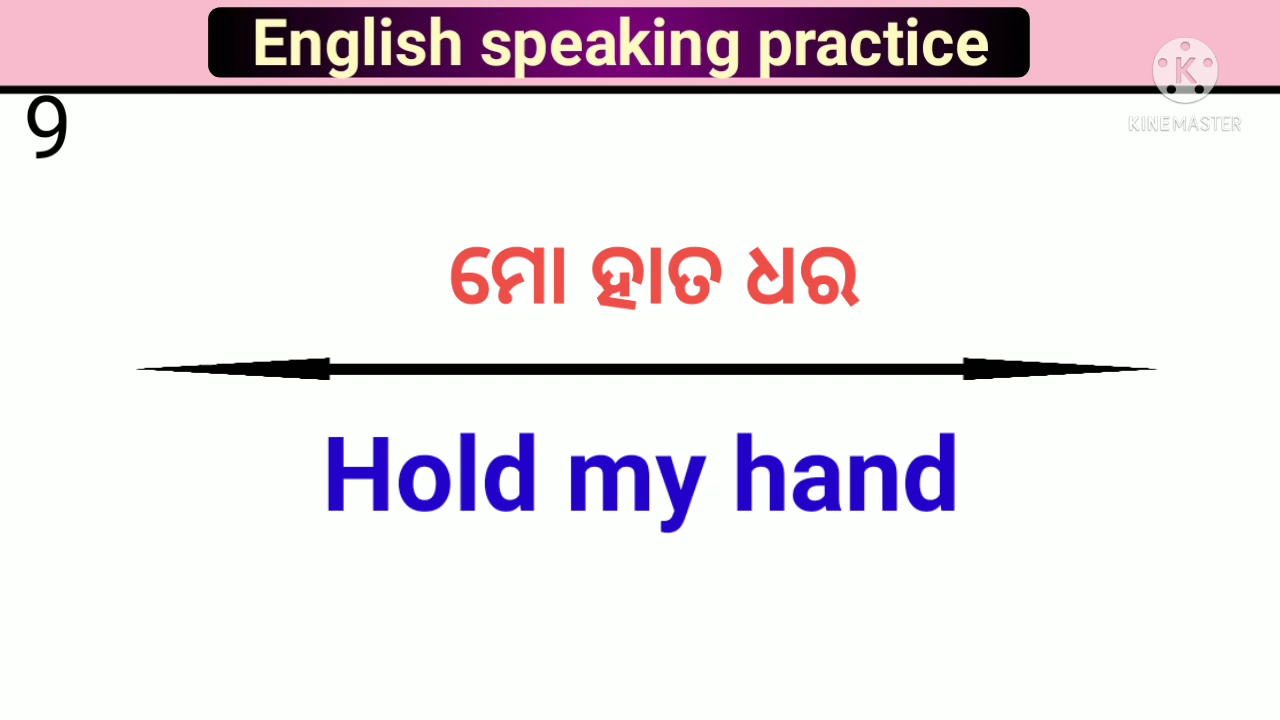 English speaking practice
K
KINEMASTER
9
ମୋ ହାତ ଧର
Hold my hand